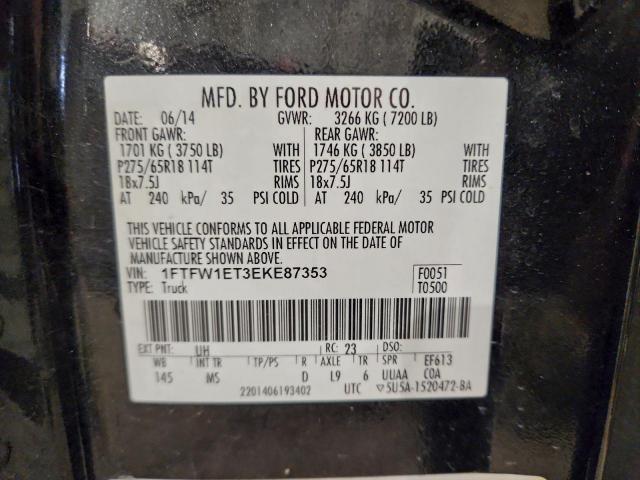 MFD. BY FORD MOTOR CO.
DATE: 06/14 GVWR: 3266 KG ( 7200 LB)
FRONT GAWR: REAR GAWR:
1701 KG ( 3750 LB) WITH 1746 KG ( 3850 LB) WITH
P275/65R18 114T TIRES P275/65R18 114T TIRES
18x7.5J RIMS 18x7.5J RIMS
AT 240 kPa/ 35 PSI COLD AT 240 kPa/ 35 PSI COLD
THIS VEHICLE CONFORMS TO ALL APPLICABLE FEDERAL MOTOR
VEHICLE SAFETY STANDARDS IN EFFECT ON THE DATE OF
MANUFACTURE SHOWN ABOVE.
VIN: 1FTFW1ET3EKE87353 F0051
TYPE: Truck T0500
EXT PNT: UH RC: 23 DSO:
WB INT TR TP/PS R AXLE TR SPR EF613
145 MS D L9 6 UUAA COA
2201406193402 UTC ▽5U5A-1520472-BA